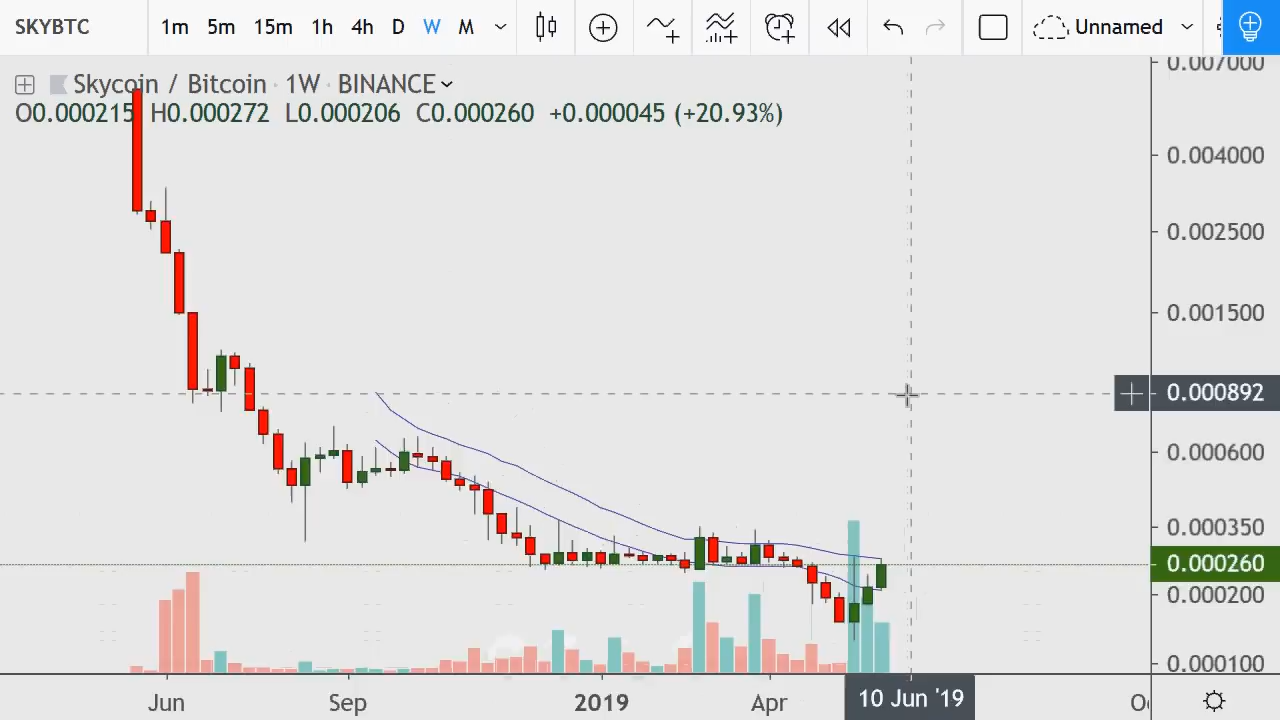 SKYBTC 1m 5m 15m 1h 4h D W M Unnamed
Skycoin / Bitcoin · 1W · BINANCE
O0.000215 H0.000272 L0.000206 C0.000260 +0.000045 (+20.93%)
0.007000
0.004000
0.002500
0.001500
0.000892
0.000600
0.000350
0.000260
0.000200
0.000100
Jun Sep 2019 Apr 10 Jun '19